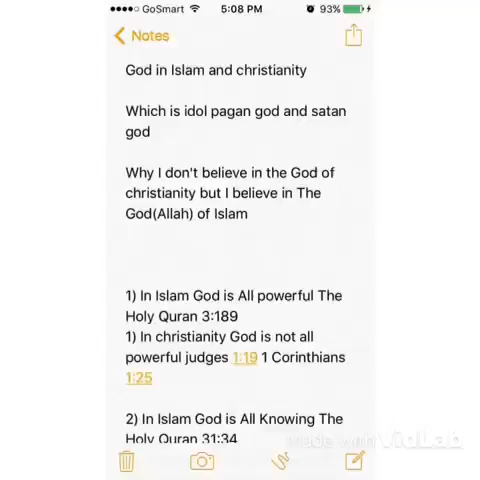 GoSmart 5:08 PM 93%
Notes
God in Islam and christianity
Which is idol pagan god and satan
god
Why I don't believe in the God of
christianity but I believe in The
God(Allah) of Islam
1) In Islam God is All powerful The
Holy Quran 3:189
1) In christianity God is not all
powerful judges 1:19 1 Corinthians
1:25
2) In Islam God is All Knowing The
Holy Quran 31:34
Made with VidLab